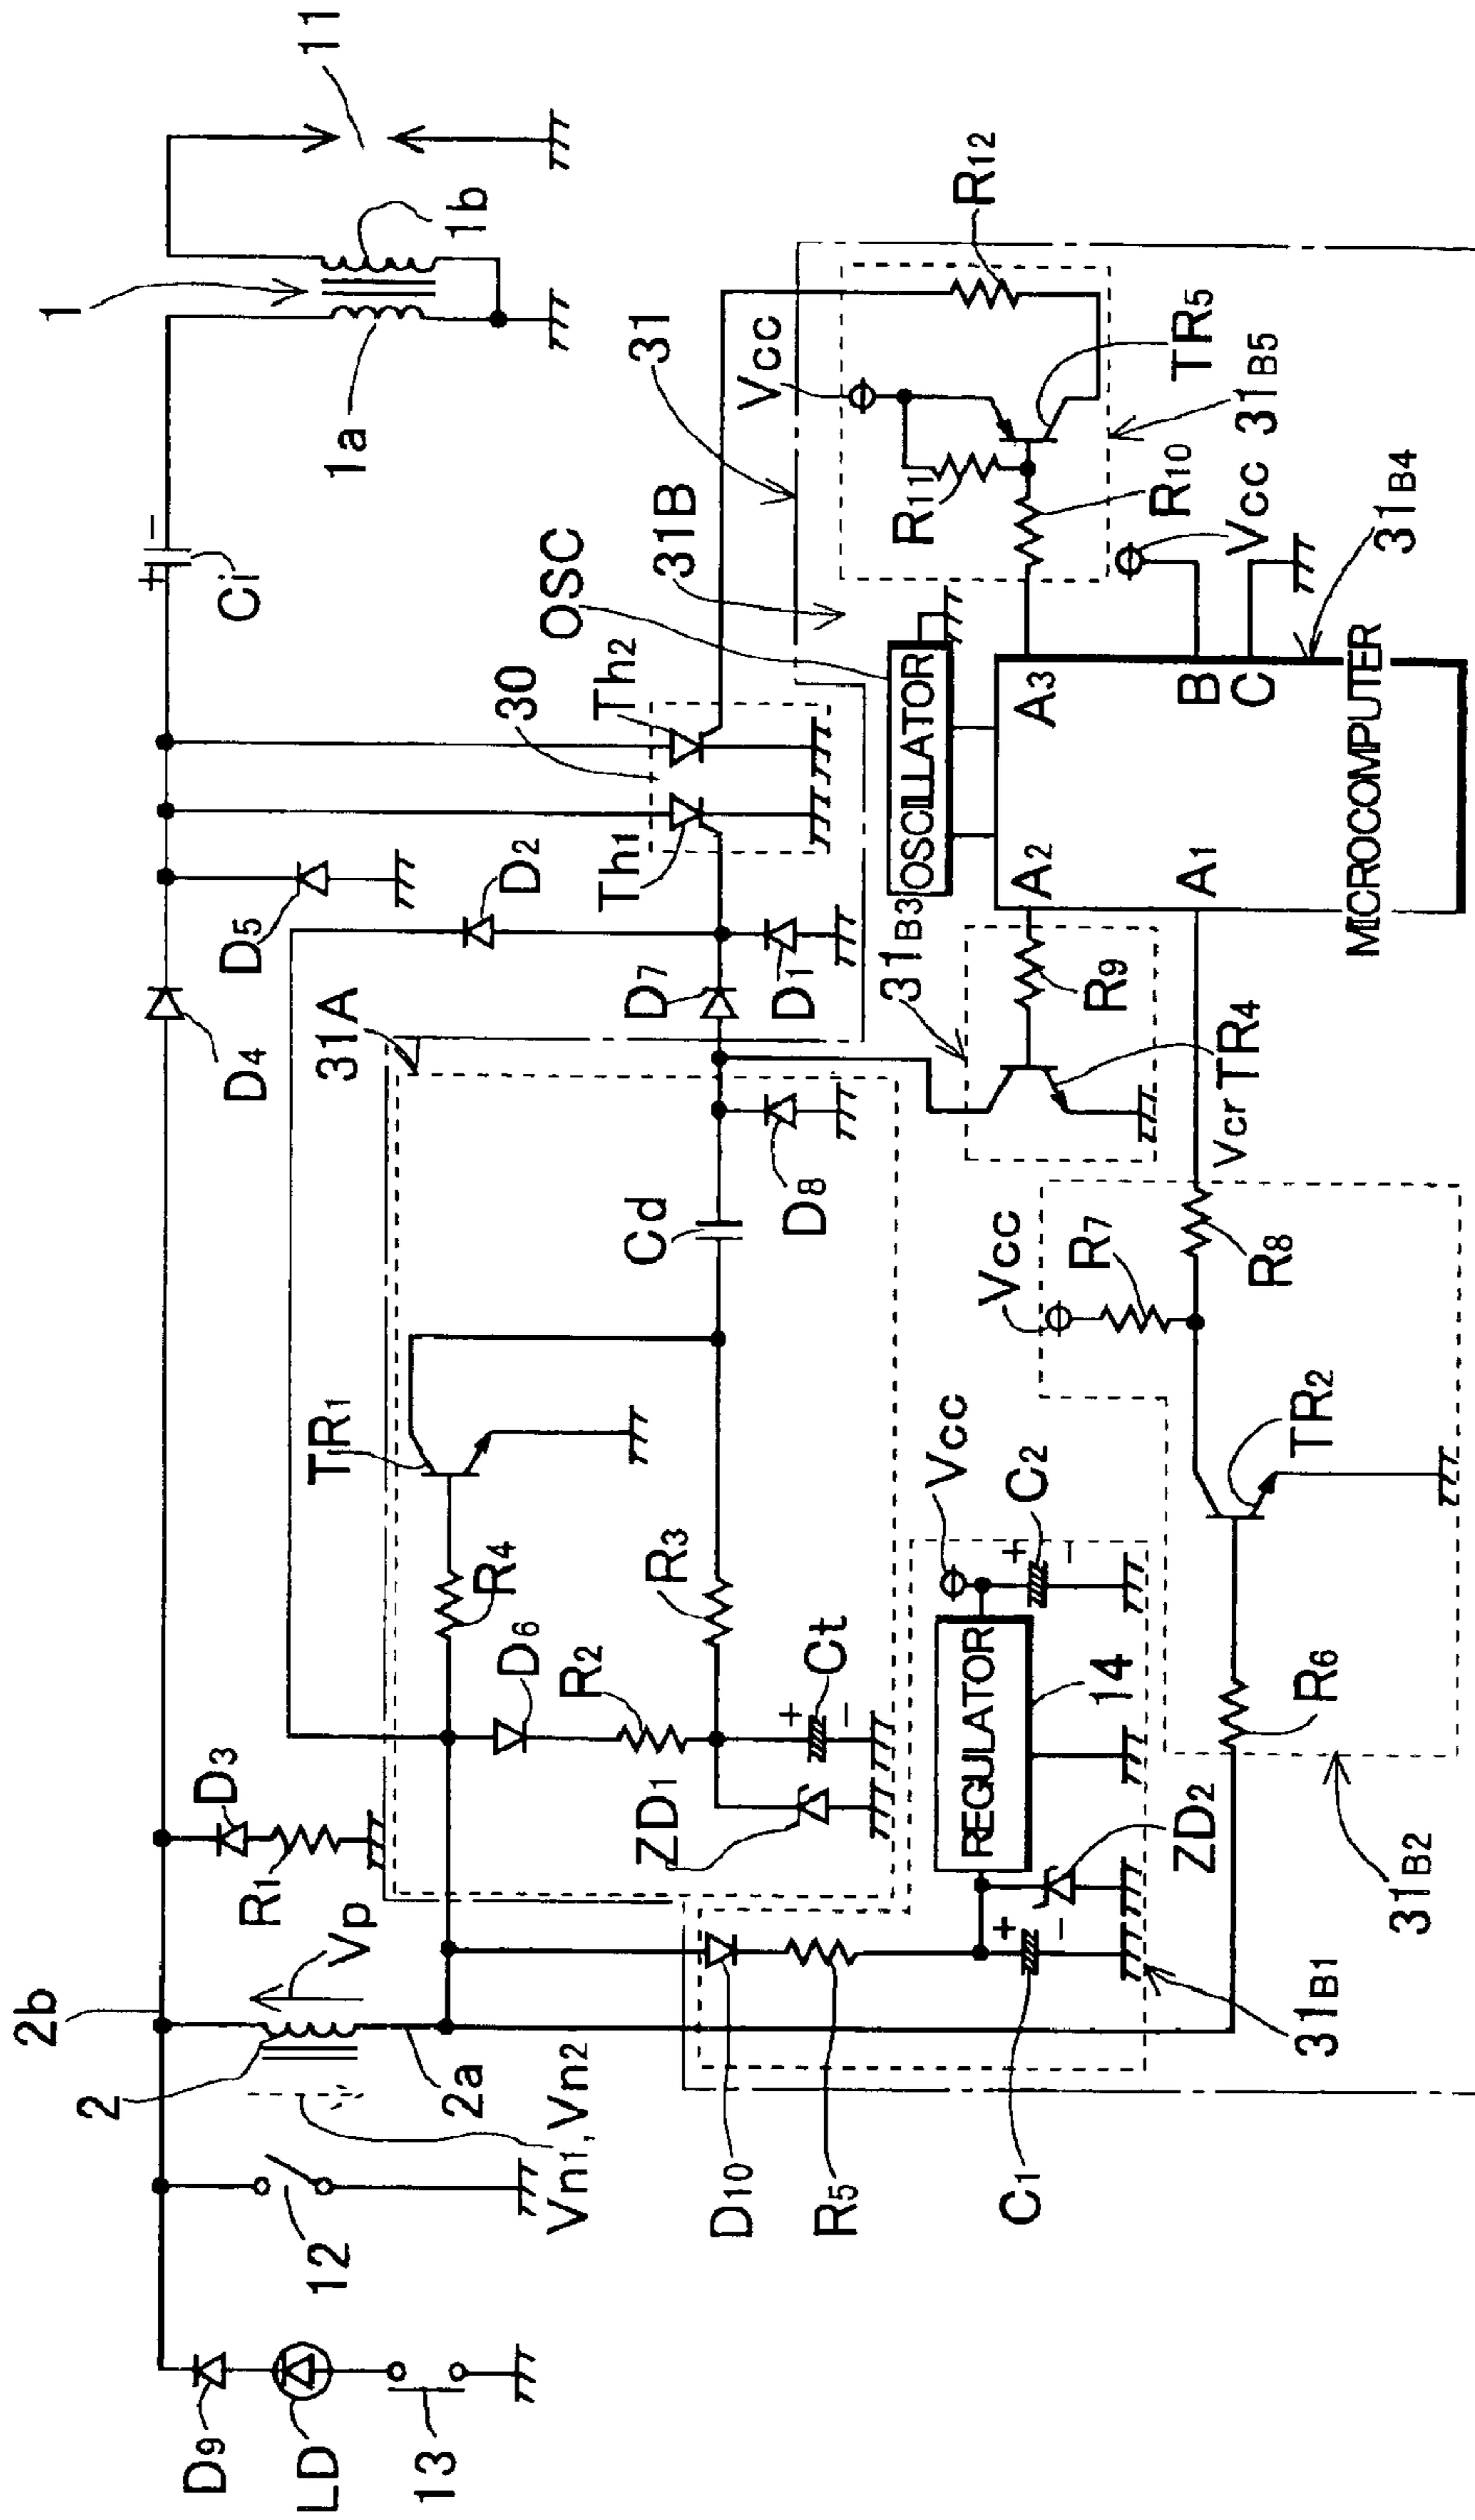 11
1
1b
1a
Ci
+
−
R12
Vcc
TR5
31
31B5
R11
R10
Vcc
31B
OSC
31B4
30
Th2
Th1
OSCILLATOR
A3
B
C
A2
A1
MICROCOMPUTER
D5
D2
D4
31A
D7
D1
31B3
R9
TR4
Vcr
Cd
D8
Vcc
R7
R8
TR1
R4
R3
Vcc
C2
+
−
TR2
D6
R2
Ct
+
−
REGULATOR
14
R6
D3
R1
ZD1
ZD2
31B2
Vp
2b
2
2a
Vn1, Vn2
+
−
31B1
12
D10
R5
C1
D9
LD
13